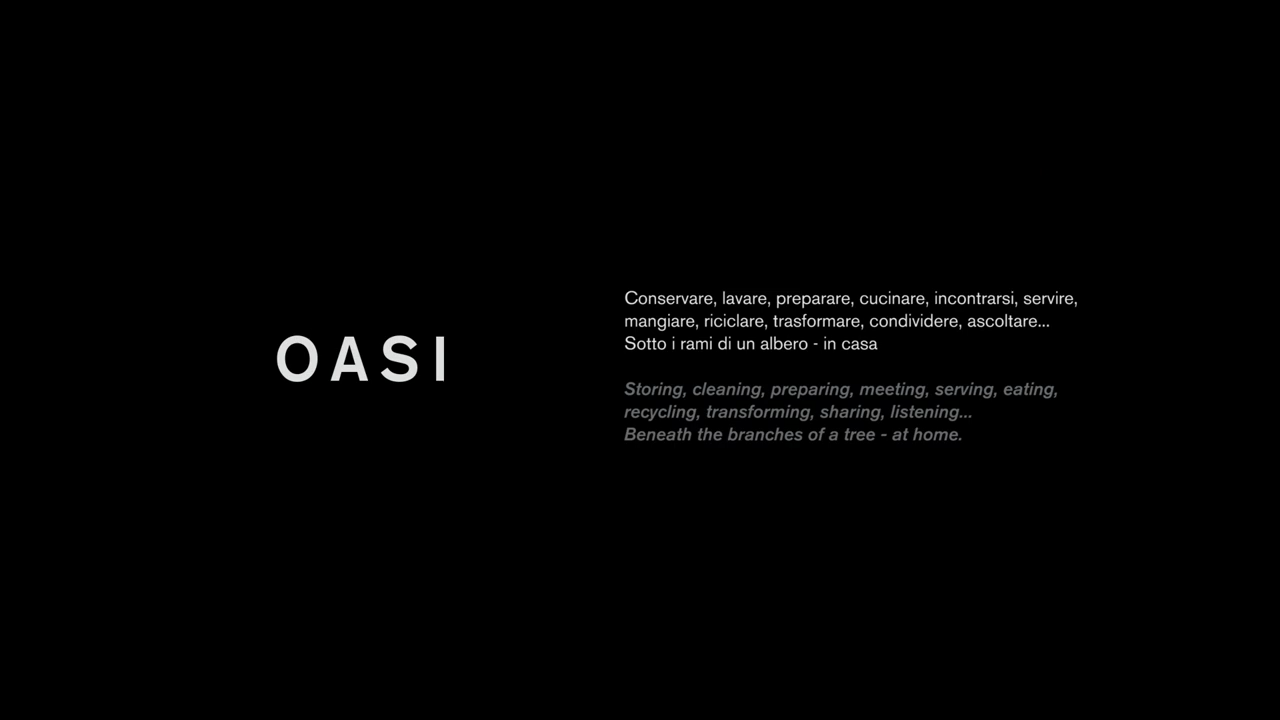 OASI
Conservare, lavare, preparare, cucinare, incontrarsi, servire,
mangiare, riciclare, trasformare, condividere, ascoltare...
Sotto i rami di un albero - in casa
Storing, cleaning, preparing, meeting, serving, eating,
recycling, transforming, sharing, listening...
Beneath the branches of a tree - at home.